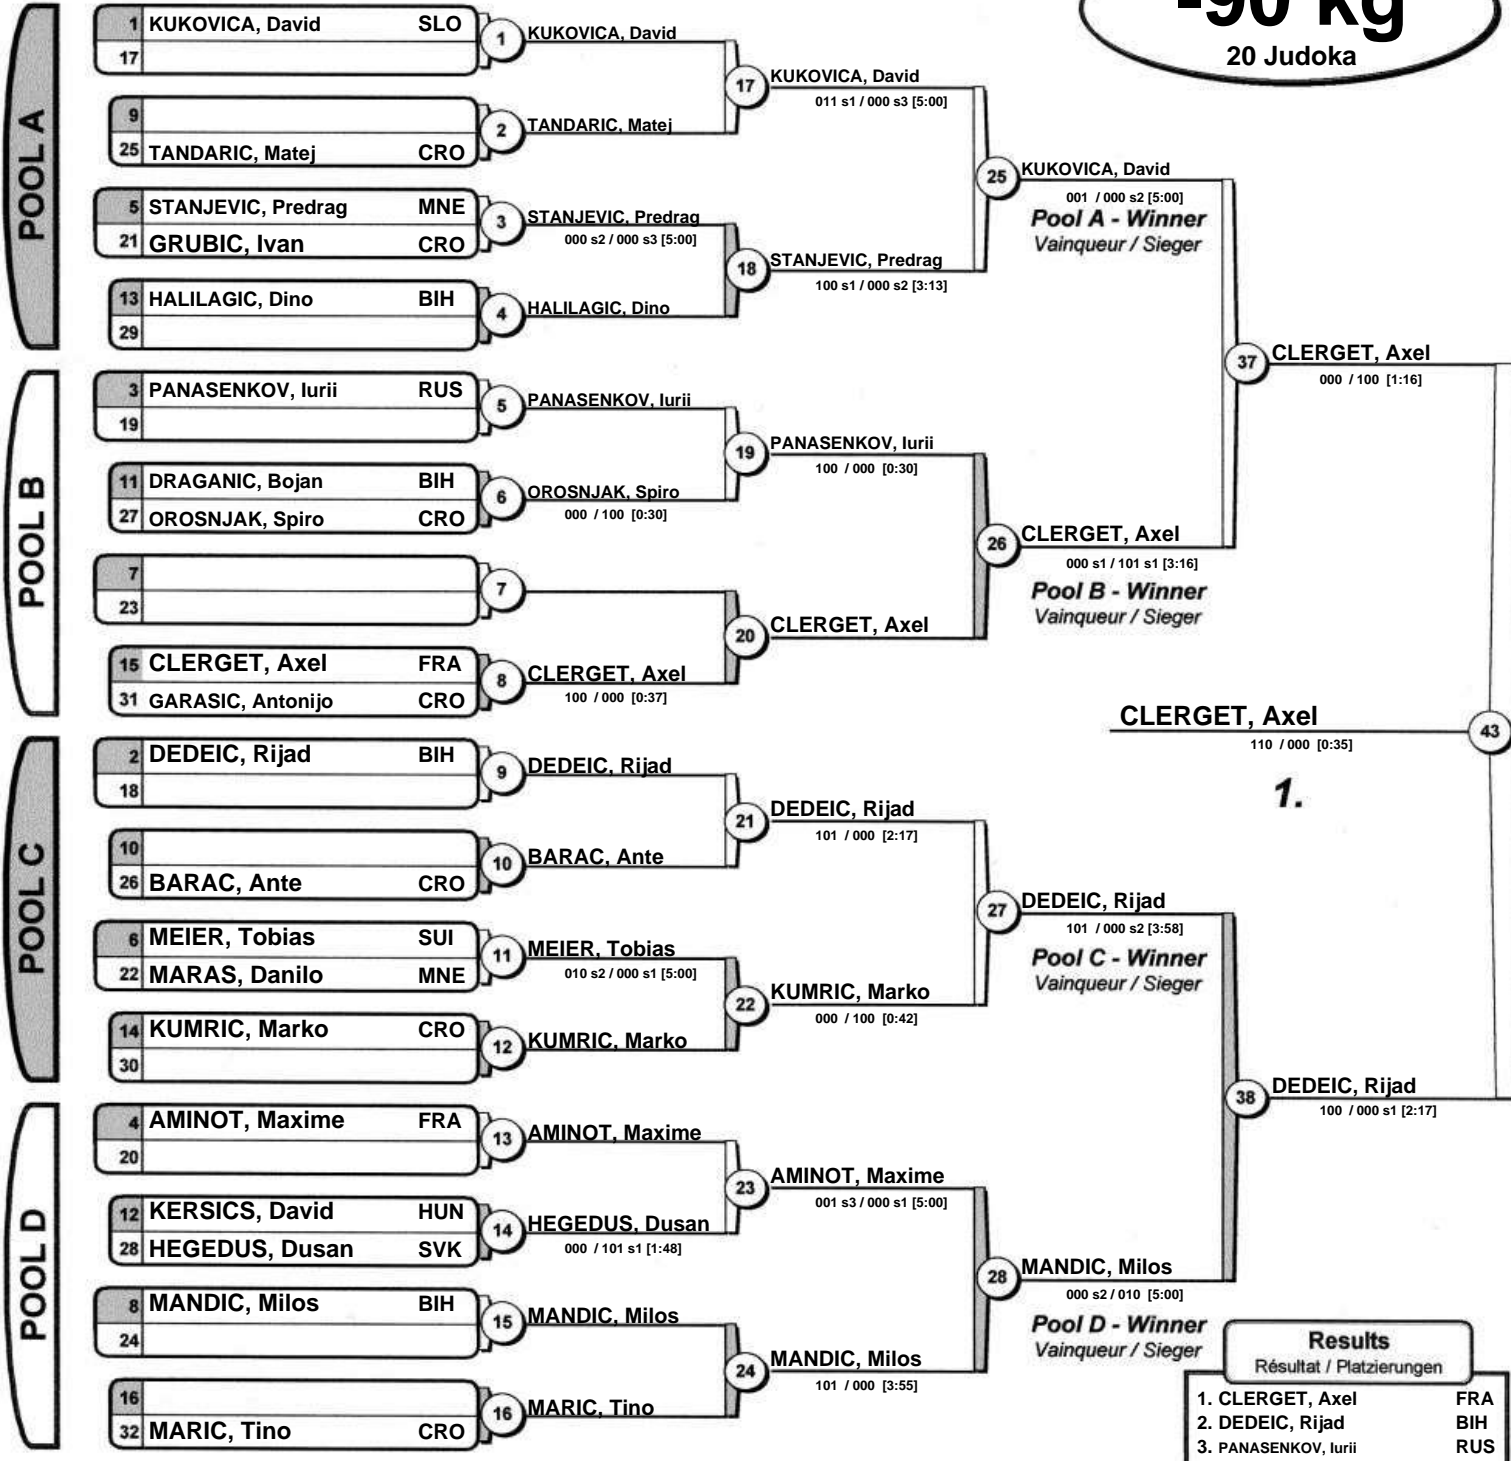 -90 kg
20 Judoka
POOL A
1 KUKOVICA, David SLO
17
1 KUKOVICA, David
9
25 TANDARIC, Matej CRO
2 TANDARIC, Matej
17 KUKOVICA, David
011 s1 / 000 s3 [5:00]
5 STANJEVIC, Predrag MNE
21 GRUBIC, Ivan CRO
3 STANJEVIC, Predrag
000 s2 / 000 s3 [5:00]
13 HALILAGIC, Dino BIH
29
4 HALILAGIC, Dino
18 STANJEVIC, Predrag
100 s1 / 000 s2 [3:13]
25 KUKOVICA, David
001 / 000 s2 [5:00]
Pool A - Winner
Vainqueur / Sieger
POOL B
3 PANASENKOV, Iurii RUS
19
5 PANASENKOV, Iurii
11 DRAGANIC, Bojan BIH
27 OROSNJAK, Spiro CRO
6 OROSNJAK, Spiro
000 / 100 [0:30]
19 PANASENKOV, Iurii
100 / 000 [0:30]
7
23
7
15 CLERGET, Axel FRA
31 GARASIC, Antonijo CRO
8 CLERGET, Axel
100 / 000 [0:37]
20 CLERGET, Axel
26 CLERGET, Axel
000 s1 / 101 s1 [3:16]
Pool B - Winner
Vainqueur / Sieger
37 CLERGET, Axel
000 / 100 [1:16]
CLERGET, Axel 43
110 / 000 [0:35]
1.
POOL C
2 DEDEIC, Rijad BIH
18
9 DEDEIC, Rijad
10
26 BARAC, Ante CRO
10 BARAC, Ante
21 DEDEIC, Rijad
101 / 000 [2:17]
6 MEIER, Tobias SUI
22 MARAS, Danilo MNE
11 MEIER, Tobias
010 s2 / 000 s1 [5:00]
14 KUMRIC, Marko CRO
30
12 KUMRIC, Marko
22 KUMRIC, Marko
000 / 100 [0:42]
27 DEDEIC, Rijad
101 / 000 s2 [3:58]
Pool C - Winner
Vainqueur / Sieger
POOL D
4 AMINOT, Maxime FRA
20
13 AMINOT, Maxime
12 KERSICS, David HUN
28 HEGEDUS, Dusan SVK
14 HEGEDUS, Dusan
000 / 101 s1 [1:48]
23 AMINOT, Maxime
001 s3 / 000 s1 [5:00]
8 MANDIC, Milos BIH
24
15 MANDIC, Milos
16
32 MARIC, Tino CRO
16 MARIC, Tino
24 MANDIC, Milos
101 / 000 [3:55]
28 MANDIC, Milos
000 s2 / 010 [5:00]
Pool D - Winner
Vainqueur / Sieger
38 DEDEIC, Rijad
100 / 000 s1 [2:17]
Results
Résultat / Platzierungen
1. CLERGET, Axel FRA
2. DEDEIC, Rijad BIH
3. PANASENKOV, Iurii RUS